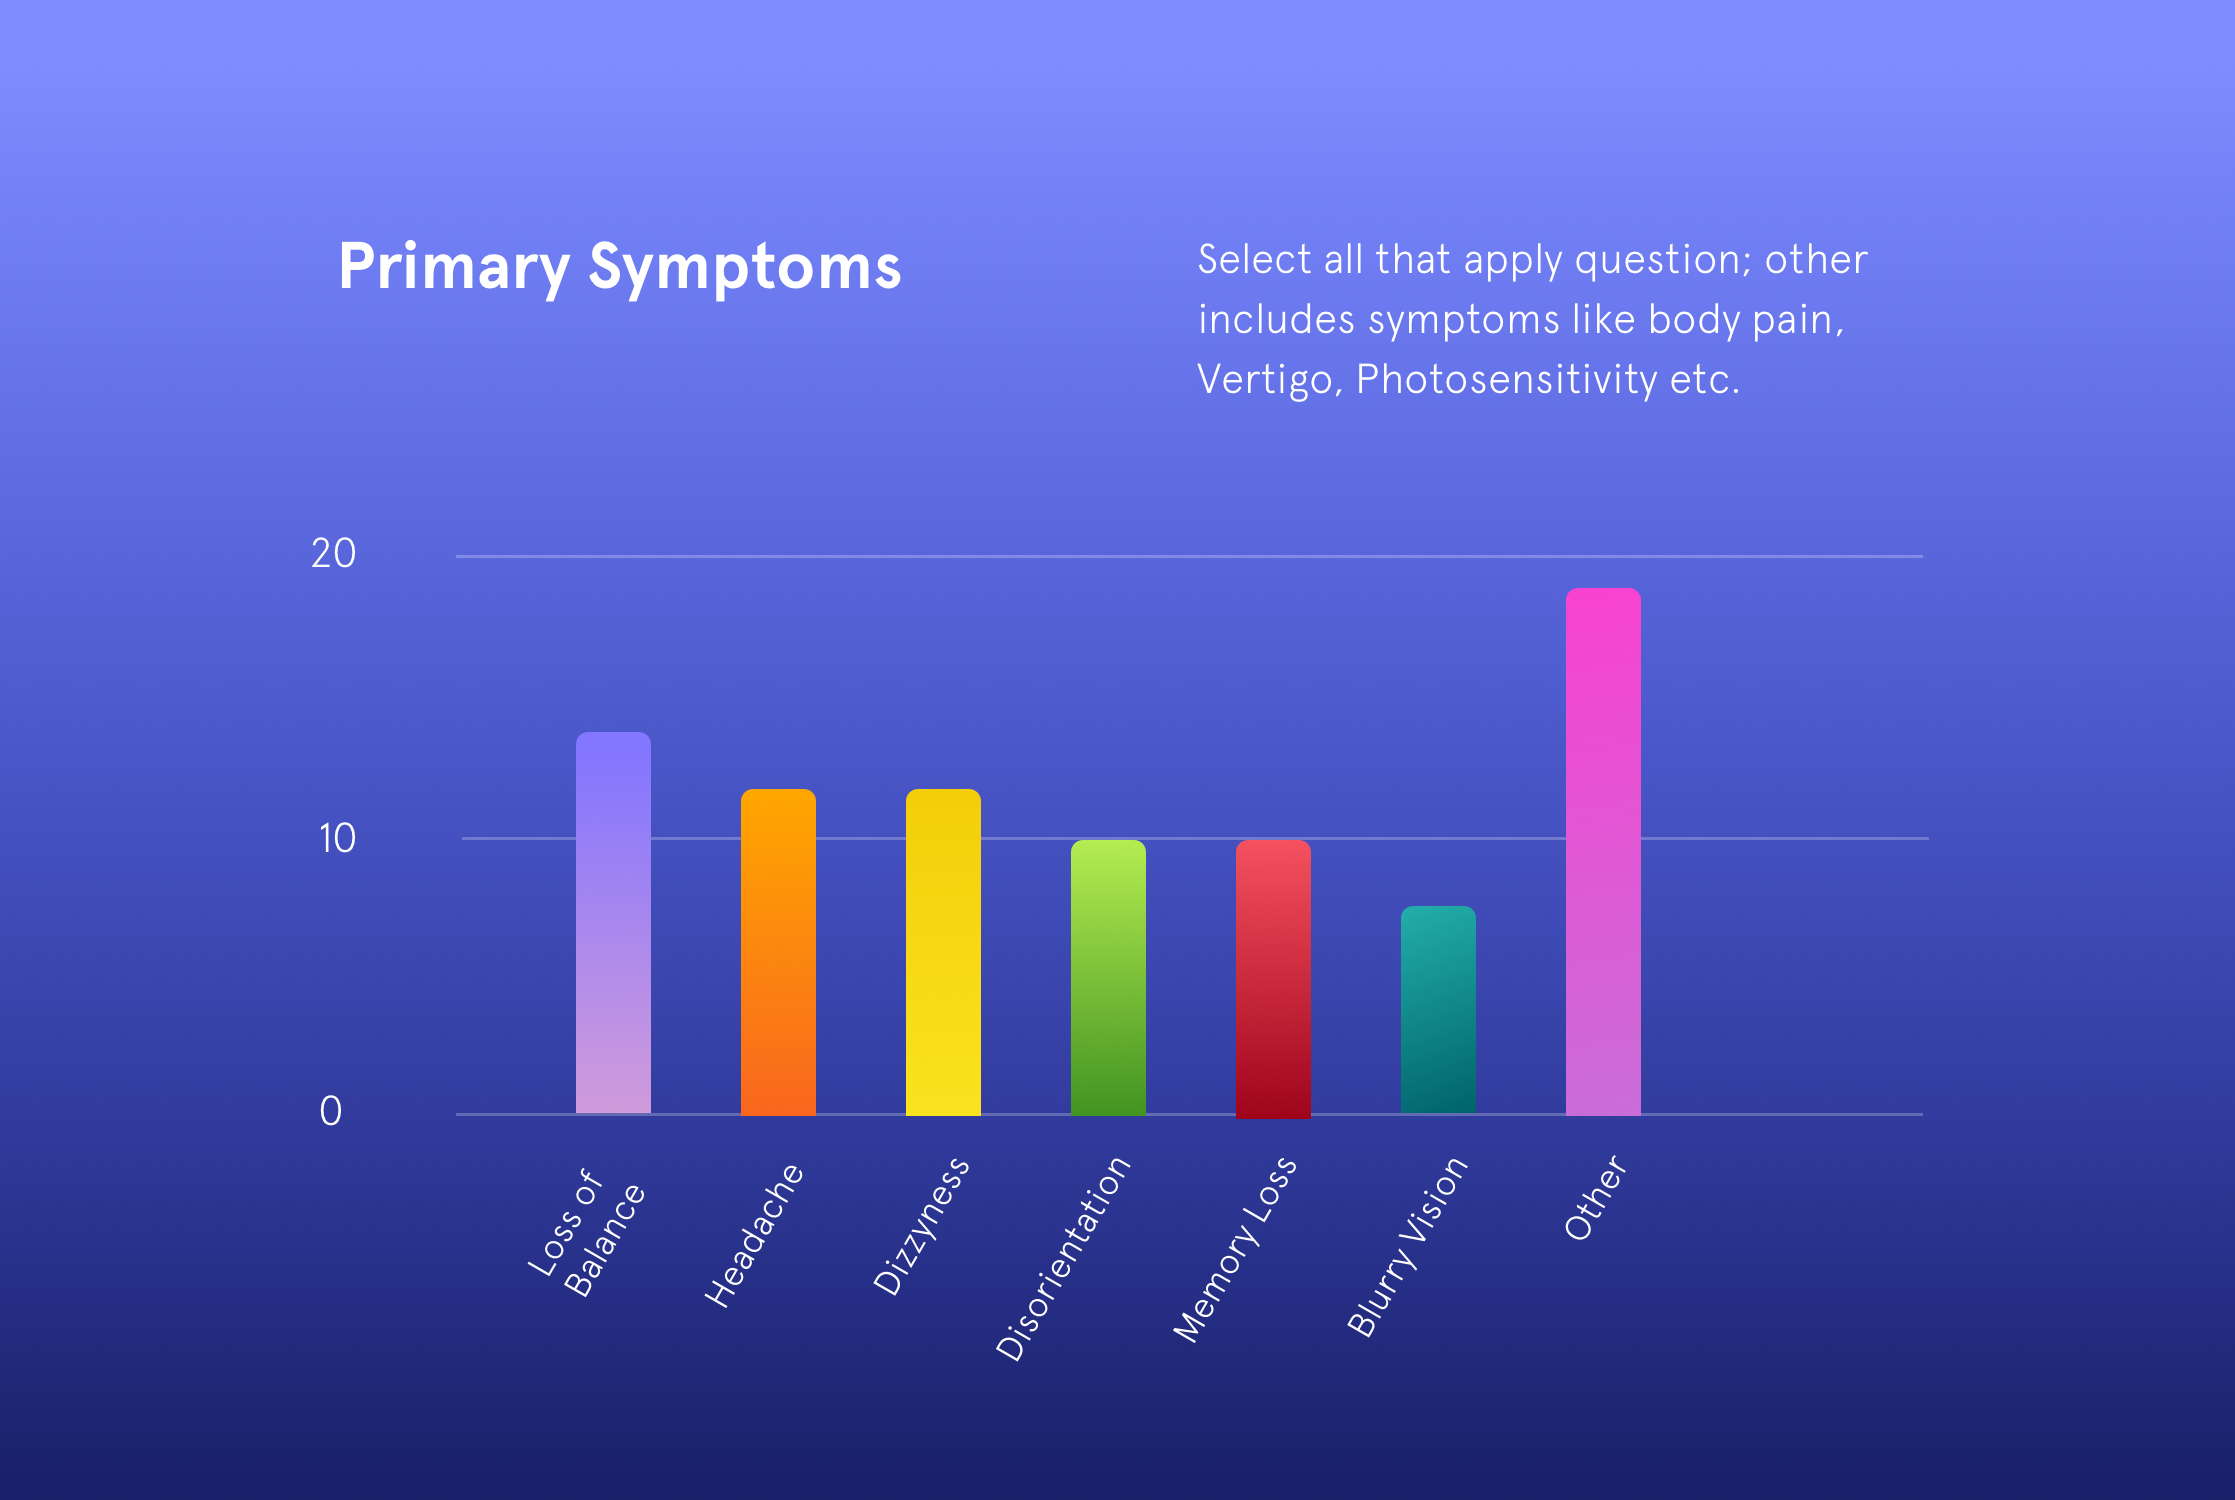 Primary Symptoms
Select all that apply question; other
includes symptoms like body pain,
Vertigo, Photosensitivity etc.
20
10
0
Loss of
Balance
Headache
Dizzyness
Disorientation
Memory Loss
Blurry Vision
Other